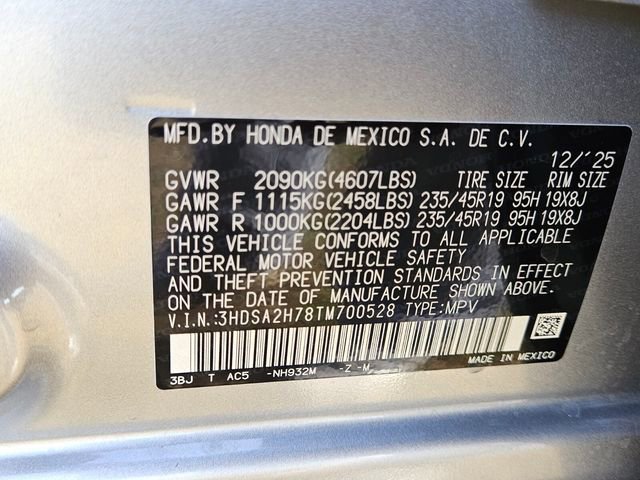 MFD. BY HONDA DE MEXICO S.A. DE C.V.
12/'25
GVWR 2090KG(4607LBS) TIRE SIZE RIM SIZE
GAWR F 1115KG(2458LBS) 235/45R19 95H 19X8J
GAWR R 1000KG(2204LBS) 235/45R19 95H 19X8J
THIS VEHICLE CONFORMS TO ALL APPLICABLE
FEDERAL MOTOR VEHICLE SAFETY
AND THEFT PREVENTION STANDARDS IN EFFECT
ON THE DATE OF MANUFACTURE SHOWN ABOVE.
V.I.N.:3HDSA2H78TM700528 TYPE:MPV
MADE IN MEXICO
3BJ T AC5 -NH932M -Z -M